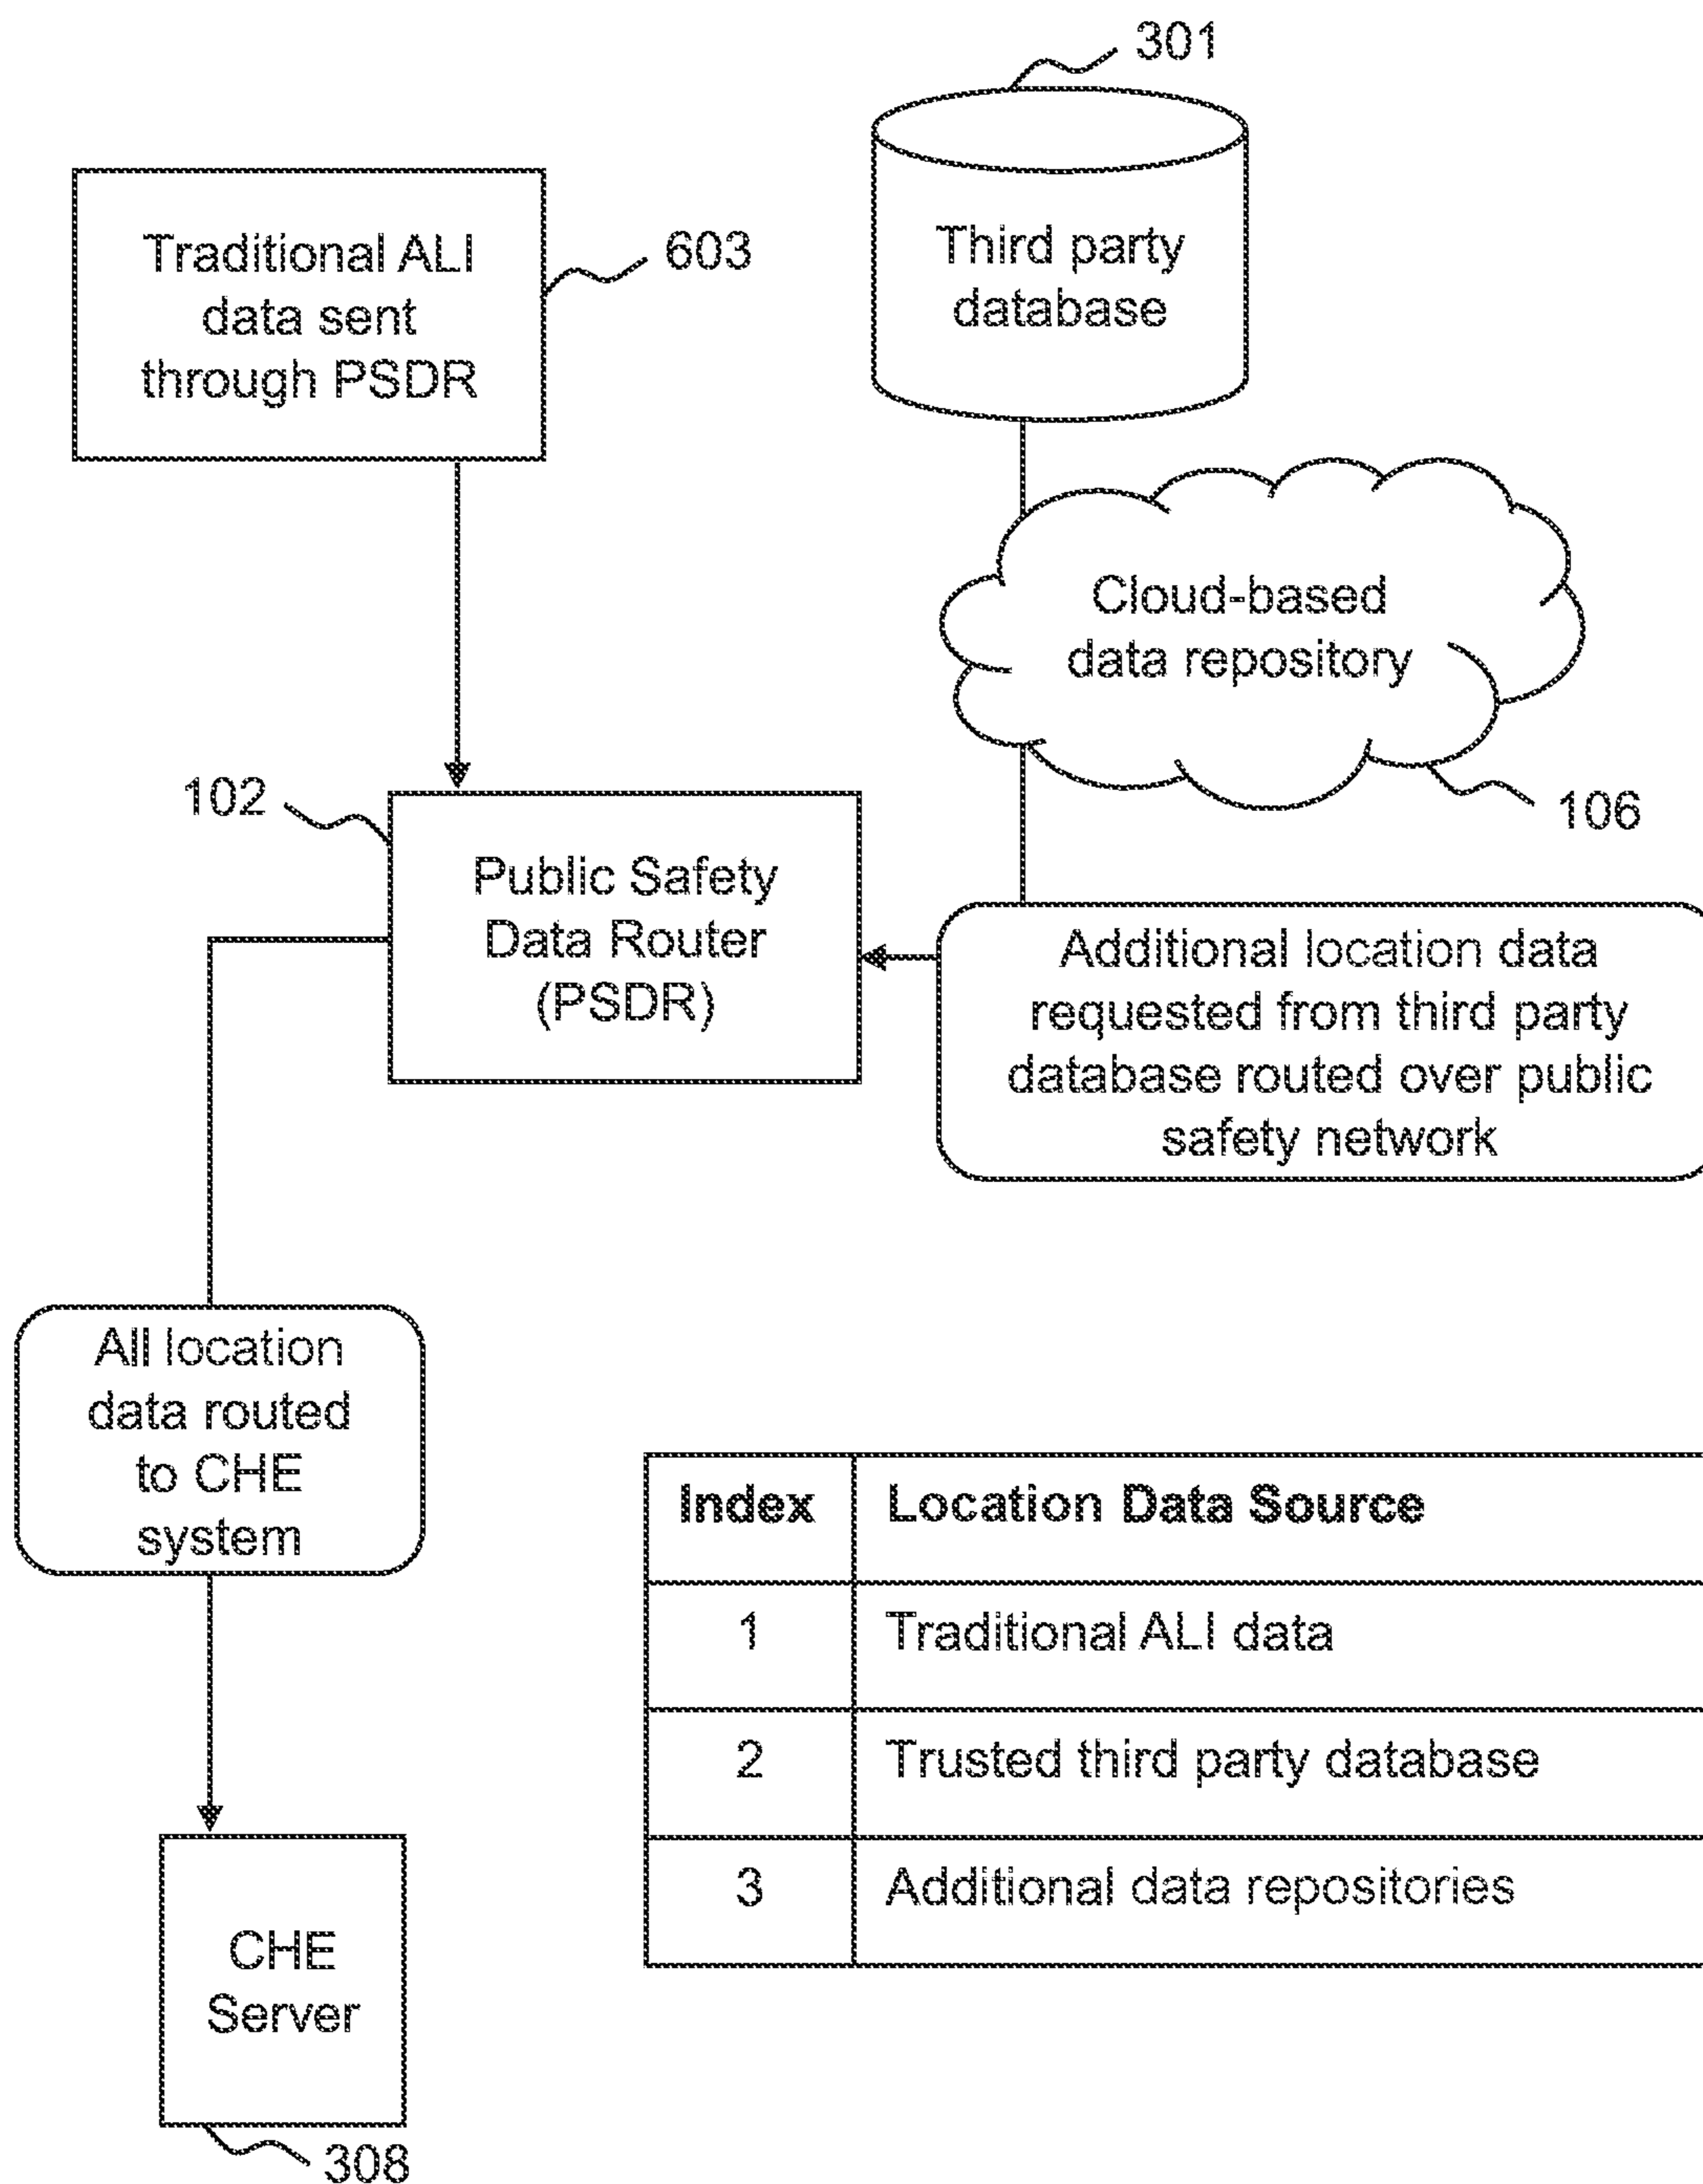 301
Traditional ALI
data sent
through PSDR
603
Third party
database
Cloud-based
data repository
106
102
Public Safety
Data Router
(PSDR)
Additional location data
requested from third party
database routed over public
safety network
All location
data routed
to CHE
system
Index Location Data Source
1 Traditional ALI data
2 Trusted third party database
3 Additional data repositories
CHE
Server
308